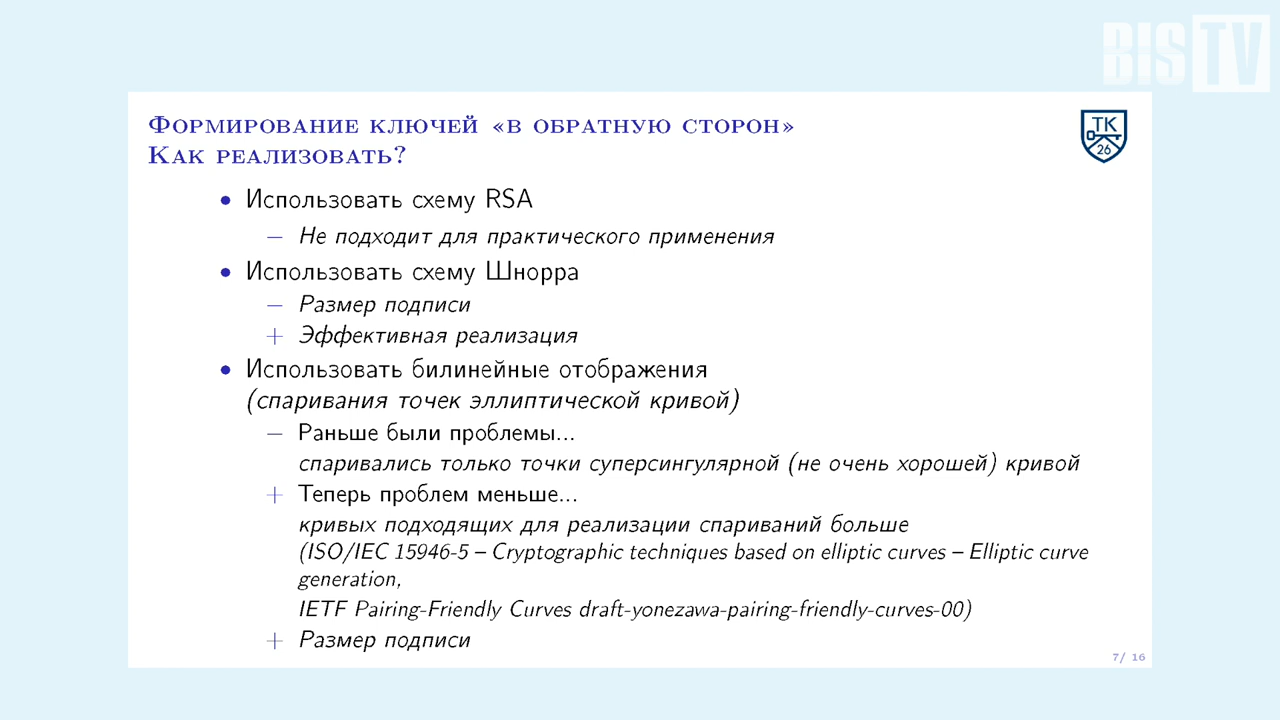 BIS TV
Формирование ключей «в обратную сторон»
Как реализовать?
ТК
26
• Использовать схему RSA
− Не подходит для практического применения
• Использовать схему Шнорра
− Размер подписи
+ Эффективная реализация
• Использовать билинейные отображения
(спаривания точек эллиптической кривой)
− Раньше были проблемы...
спаривались только точки суперсингулярной (не очень хорошей) кривой
+ Теперь проблем меньше...
кривых подходящих для реализации спариваний больше
(ISO/IEC 15946-5 – Cryptographic techniques based on elliptic curves – Elliptic curve
generation,
IETF Pairing-Friendly Curves draft-yonezawa-pairing-friendly-curves-00)
+ Размер подписи
7/ 16